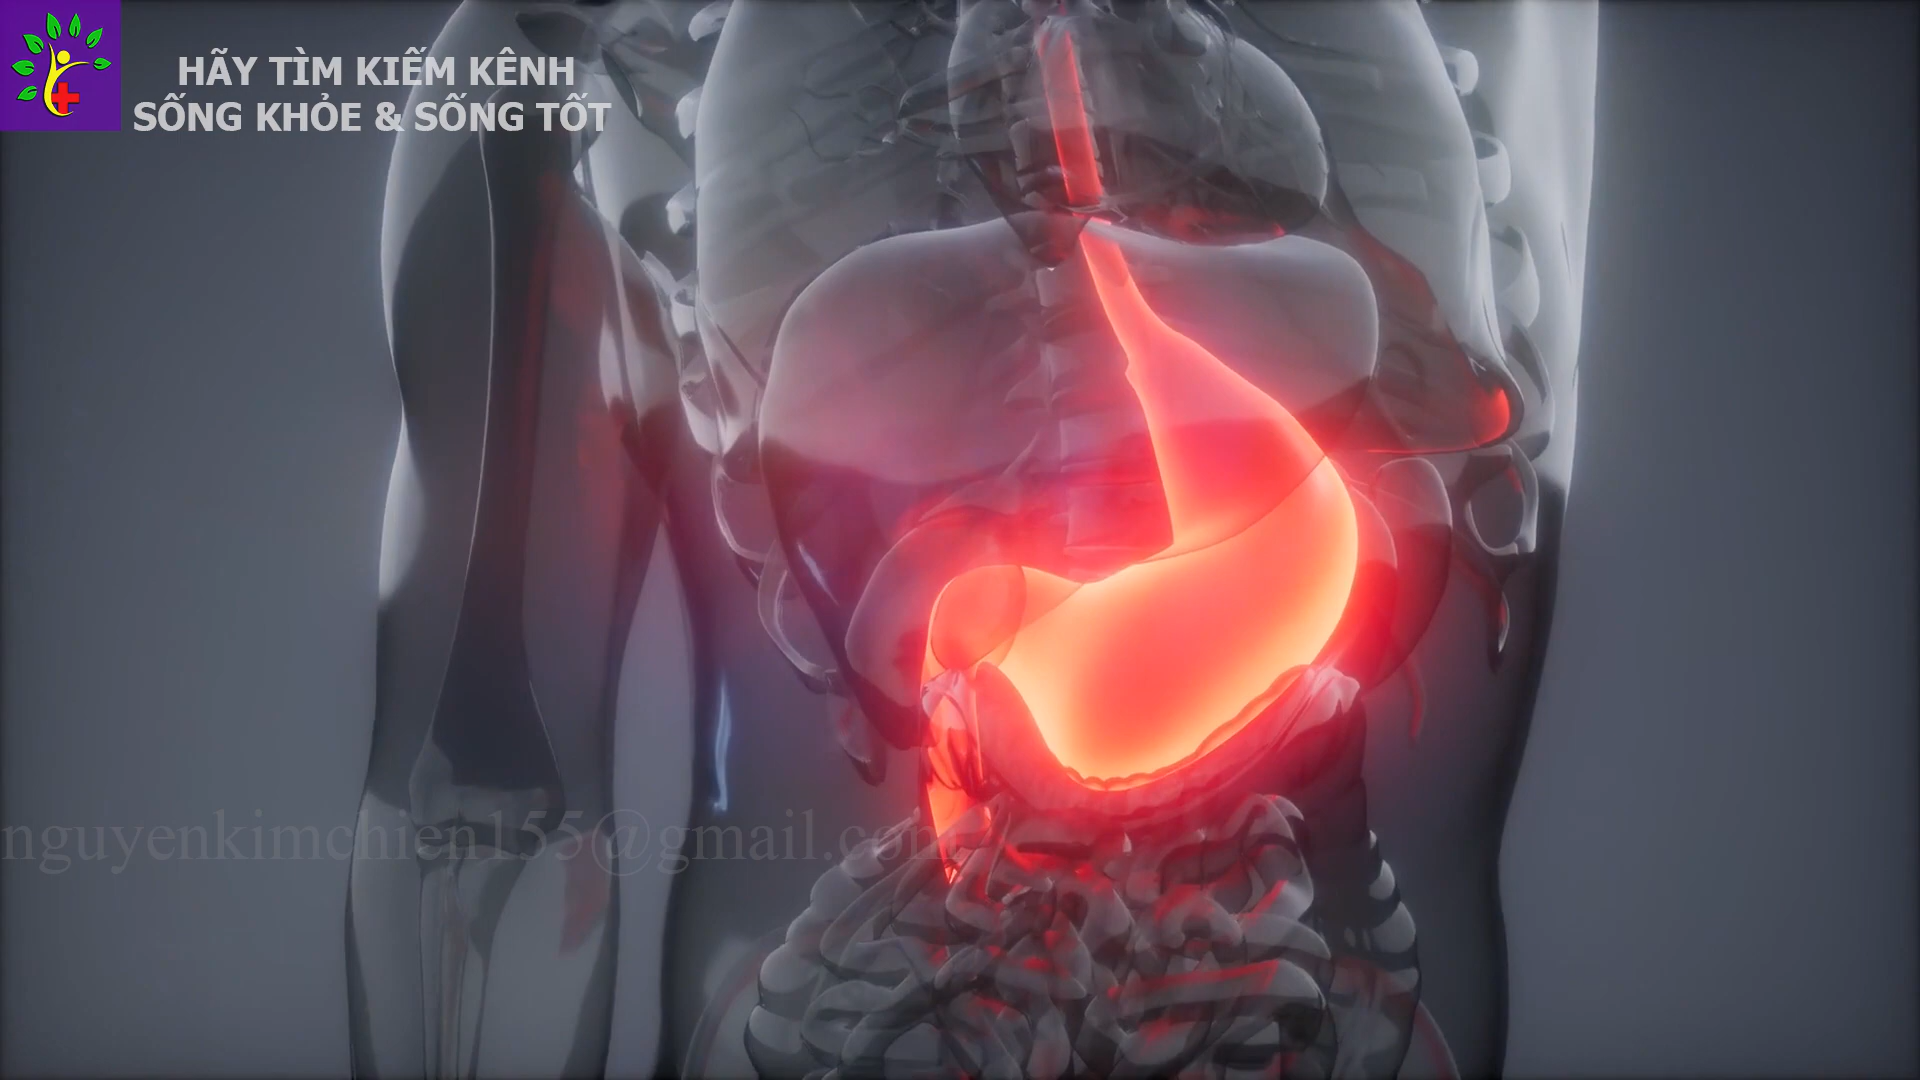 HÃY TÌM KIẾM KÊNH
SỐNG KHỎE & SỐNG TỐT
nguyenkimchien155@gmail.com